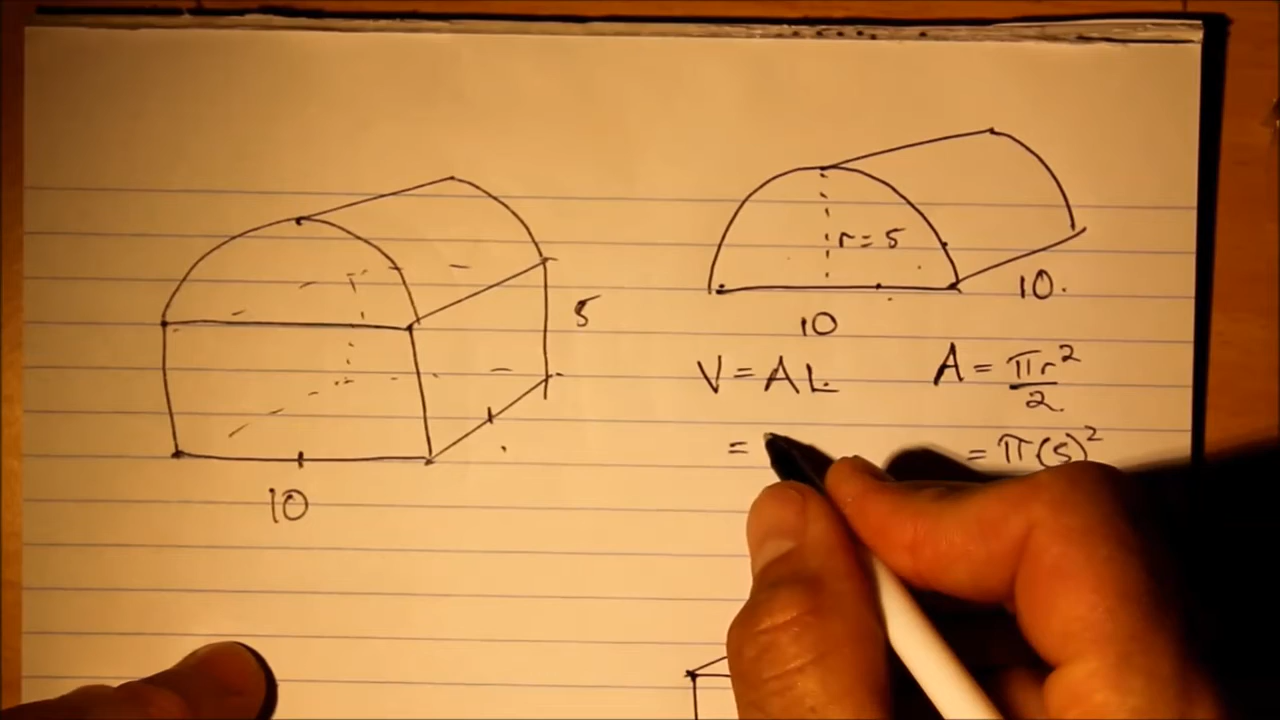 r = 5
5
10.
10
V = AL
A = πr²/2
=
= π(5)²
10